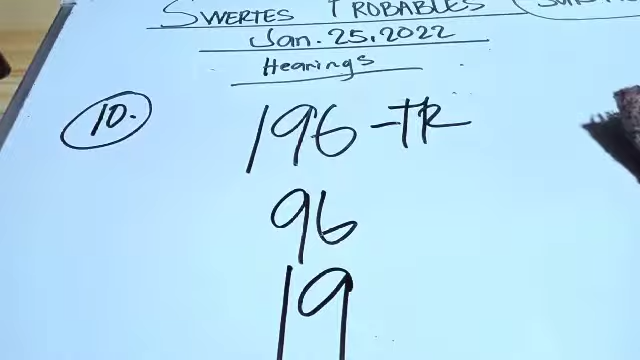 SWERTES PROBABLES
Jan. 25, 2022
Hearings
10. 196 -TR
96
19